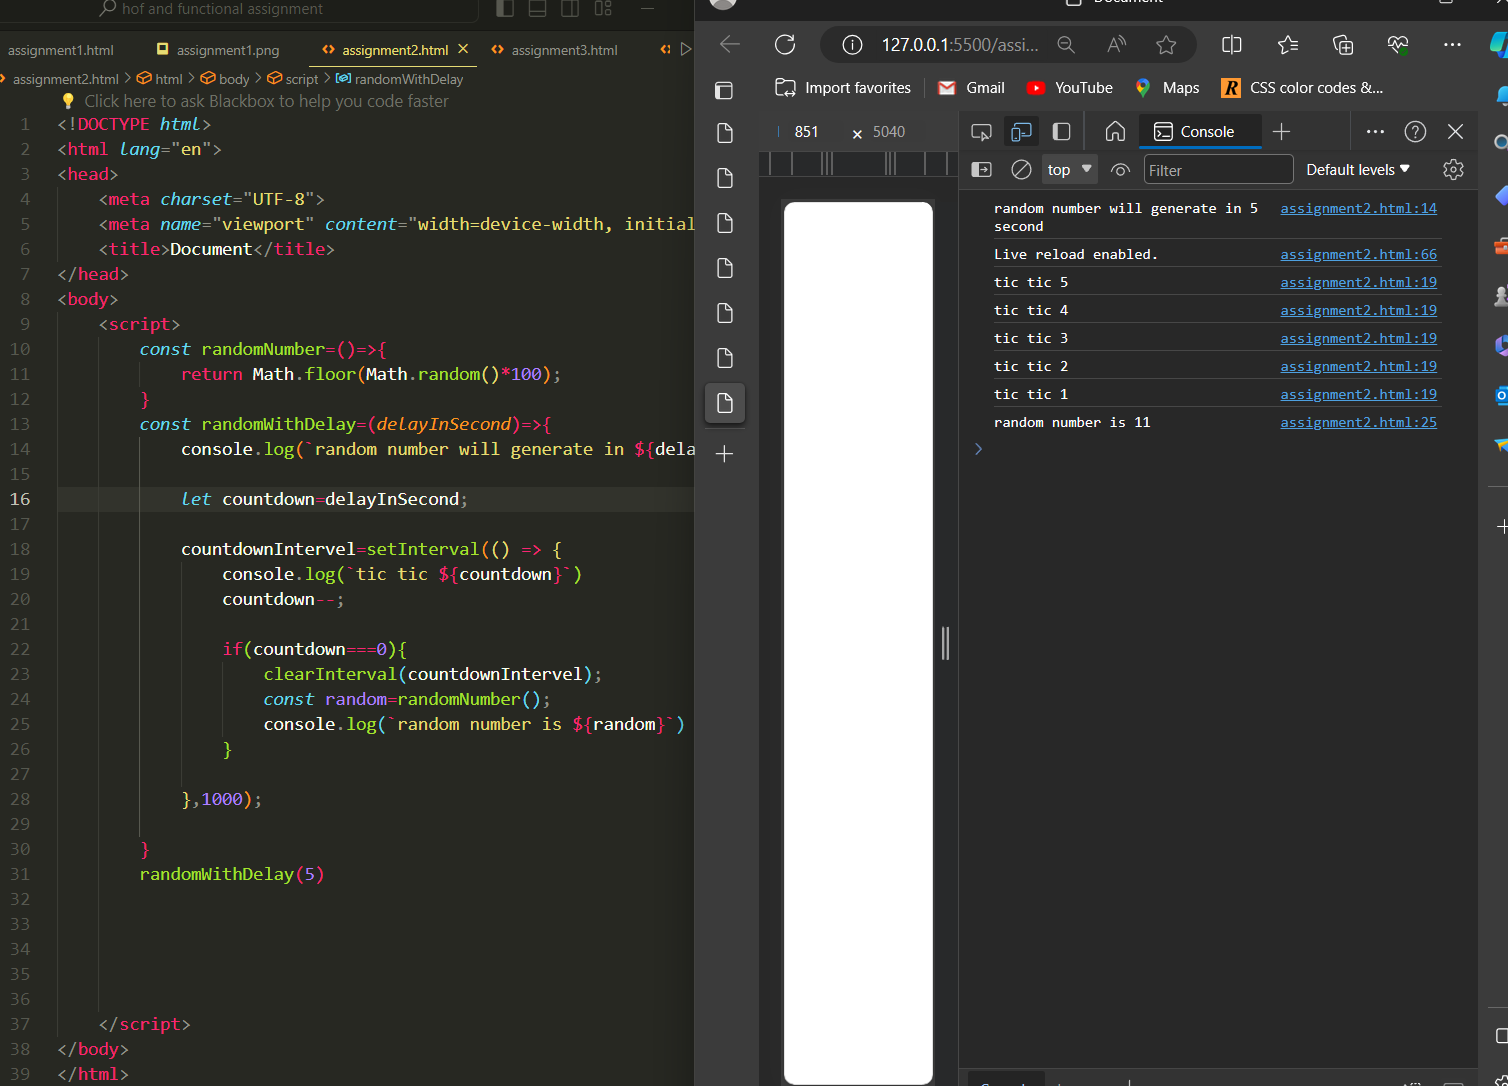 hof and functional assignment
assignment1.html
assignment1.png
assignment2.html
assignment3.html
assignment2.html > html > body > script > randomWithDelay
Click here to ask Blackbox to help you code faster
1 <!DOCTYPE html>
2 <html lang="en">
3 <head>
4 <meta charset="UTF-8">
5 <meta name="viewport" content="width=device-width, initial
6 <title>Document</title>
7 </head>
8 <body>
9 <script>
10 const randomNumber=()=>{
11 return Math.floor(Math.random()*100);
12 }
13 const randomWithDelay=(delayInSecond)=>{
14 console.log(`random number will generate in ${dela
15
16 let countdown=delayInSecond;
17
18 countdownIntervel=setInterval(() => {
19 console.log(`tic tic ${countdown}`)
20 countdown--;
21
22 if(countdown===0){
23 clearInterval(countdownIntervel);
24 const random=randomNumber();
25 console.log(`random number is ${random}`)
26 }
27
28 },1000);
29
30 }
31 randomWithDelay(5)
32
33
34
35
36
37 </script>
38 </body>
39 </html>
Document
127.0.0.1:5500/assi...
Import favorites
Gmail
YouTube
Maps
CSS color codes &...
851 × 5040
Console
top
Filter
Default levels
random number will generate in 5 assignment2.html:14
second
Live reload enabled. assignment2.html:66
tic tic 5 assignment2.html:19
tic tic 4 assignment2.html:19
tic tic 3 assignment2.html:19
tic tic 2 assignment2.html:19
tic tic 1 assignment2.html:19
random number is 11 assignment2.html:25